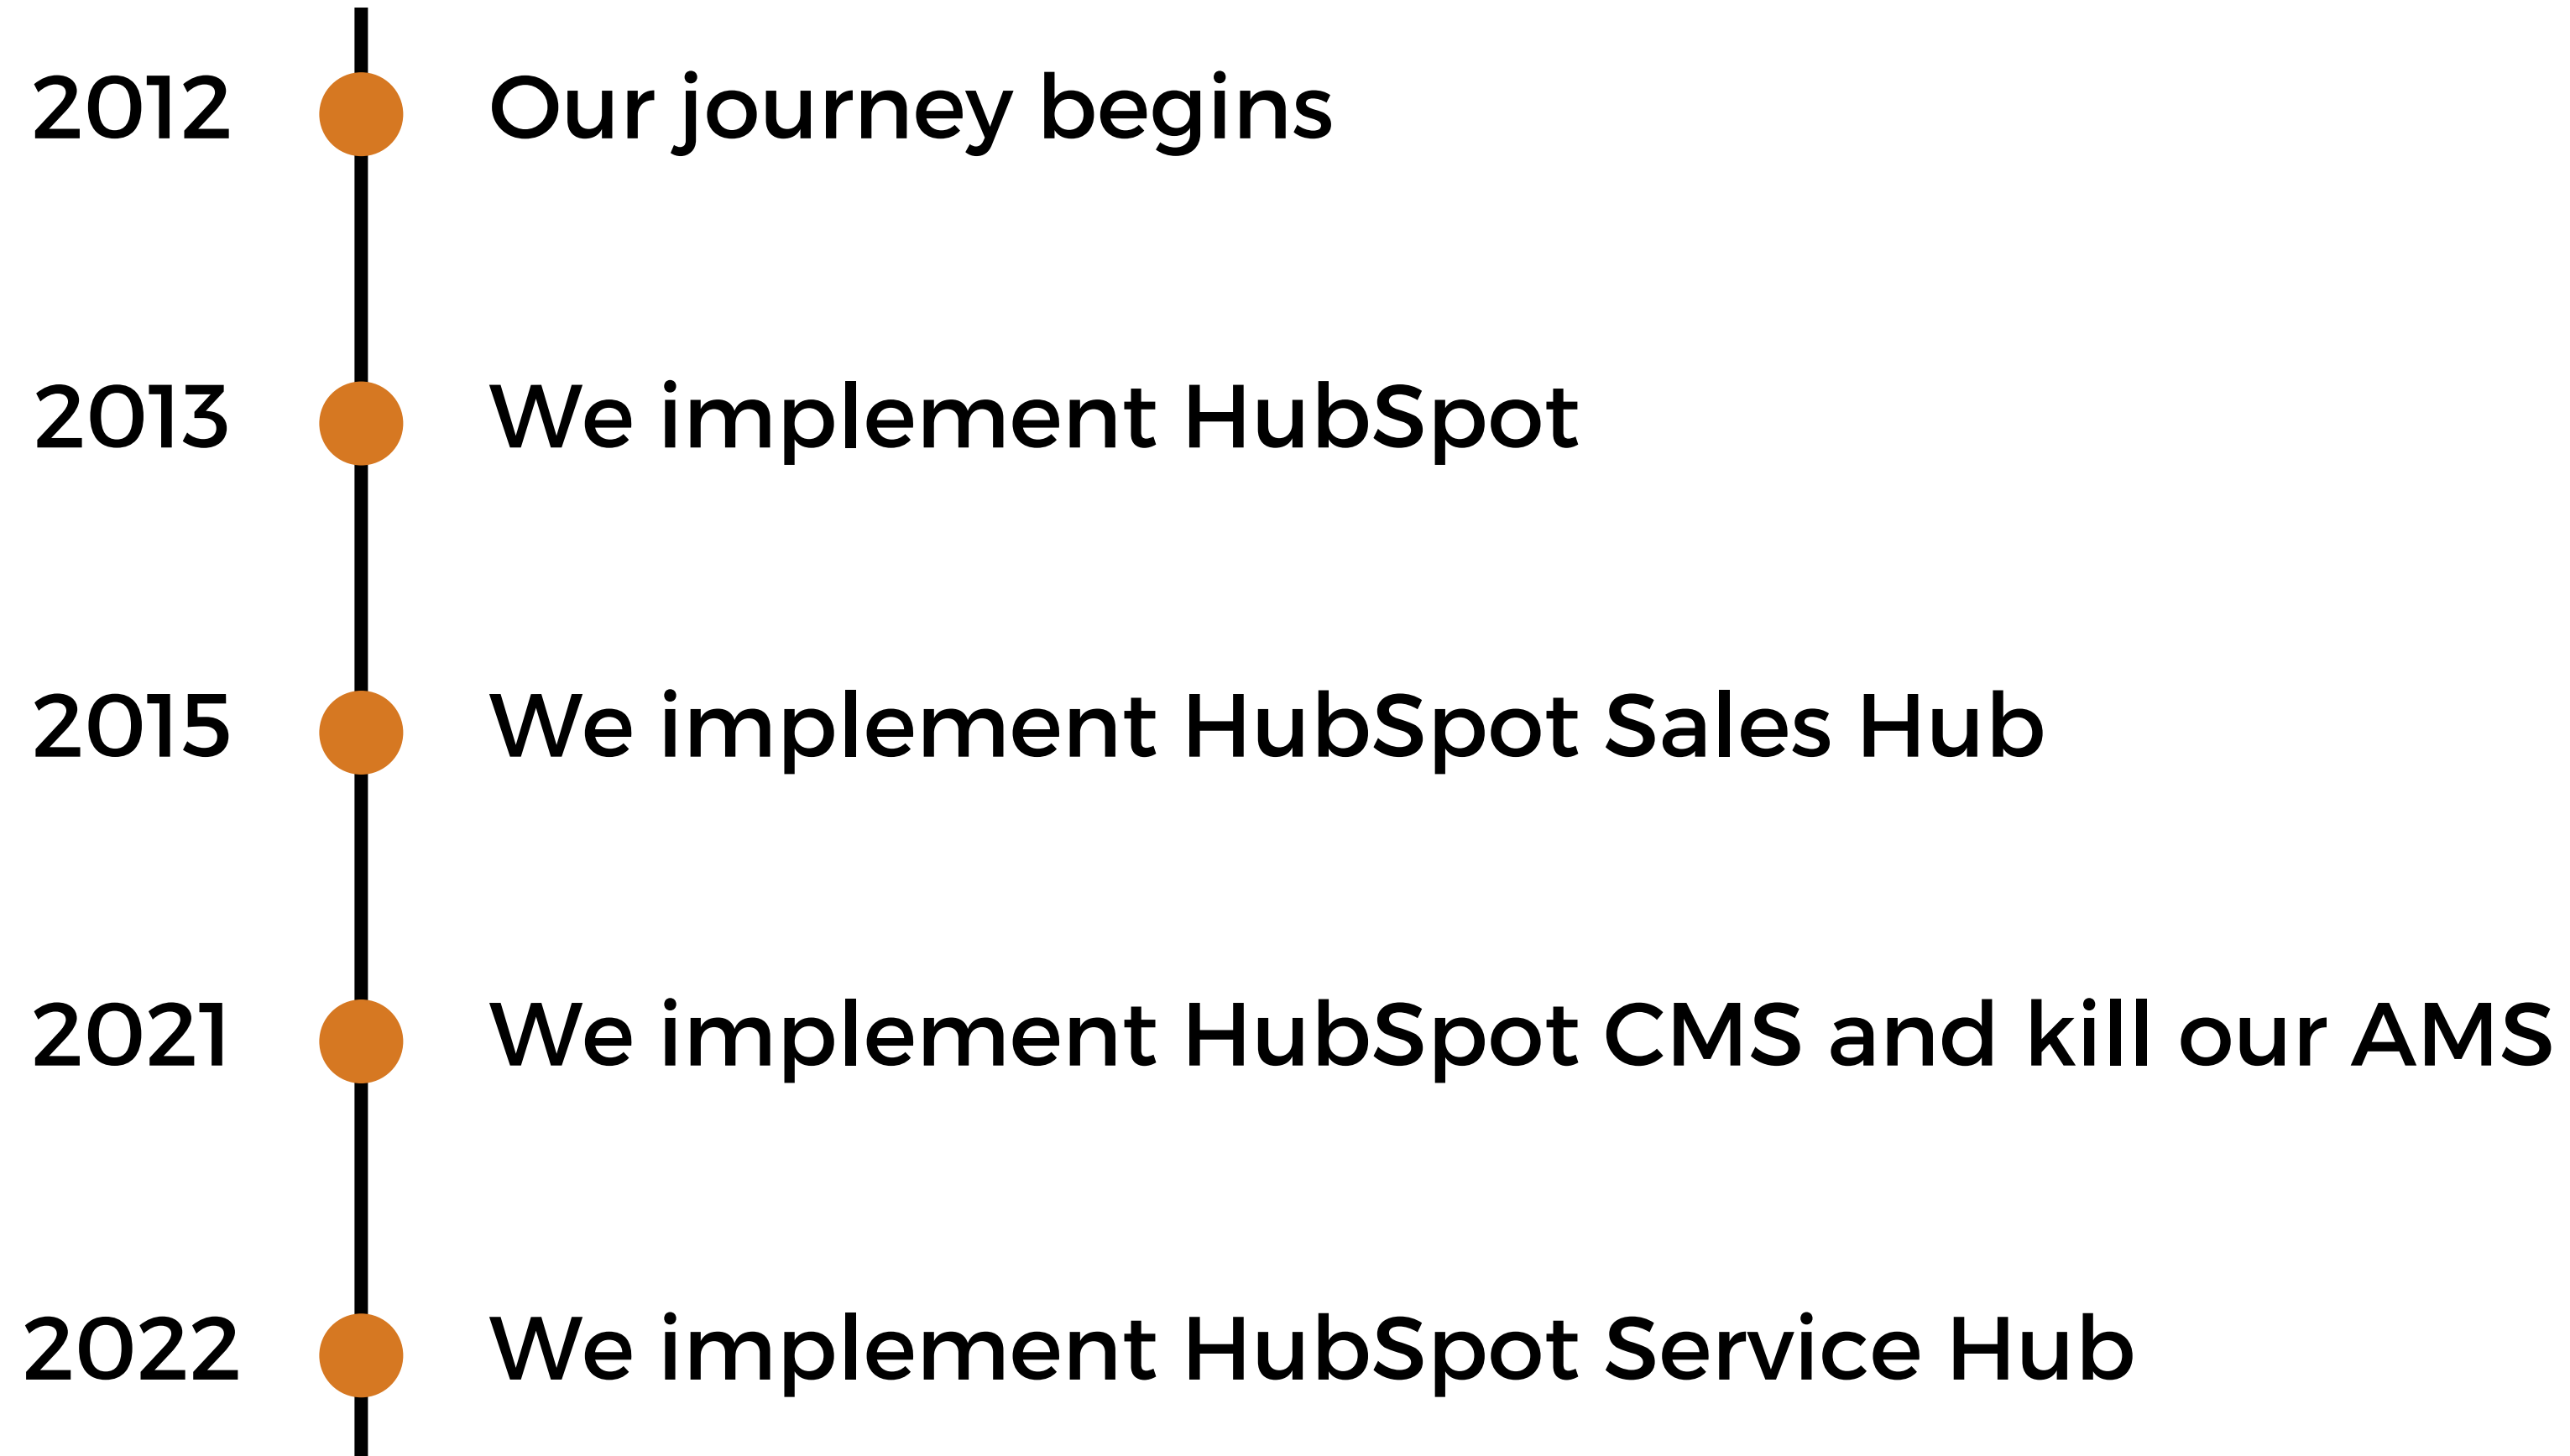 2012 Our journey begins
2013 We implement HubSpot
2015 We implement HubSpot Sales Hub
2021 We implement HubSpot CMS and kill our AMS
2022 We implement HubSpot Service Hub